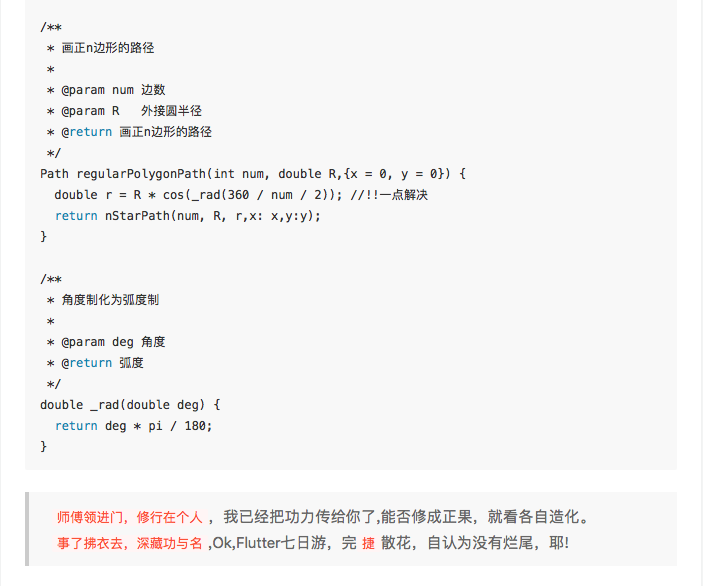 /**
 * 画正n边形的路径
 *
 * @param num 边数
 * @param R   外接圆半径
 * @return 画正n边形的路径
 */
Path regularPolygonPath(int num, double R,{x = 0, y = 0}) {
  double r = R * cos(_rad(360 / num / 2)); //!!一点解决
  return nStarPath(num, R, r,x: x,y:y);
}

/**
 * 角度制化为弧度制
 *
 * @param deg 角度
 * @return 弧度
 */
double _rad(double deg) {
  return deg * pi / 180;
}

师傅领进门，修行在个人 ，我已经把功力传给你了,能否修成正果，就看各自造化。
事了拂衣去，深藏功与名 ,Ok,Flutter七日游，完 捷 散花，自认为没有烂尾，耶!